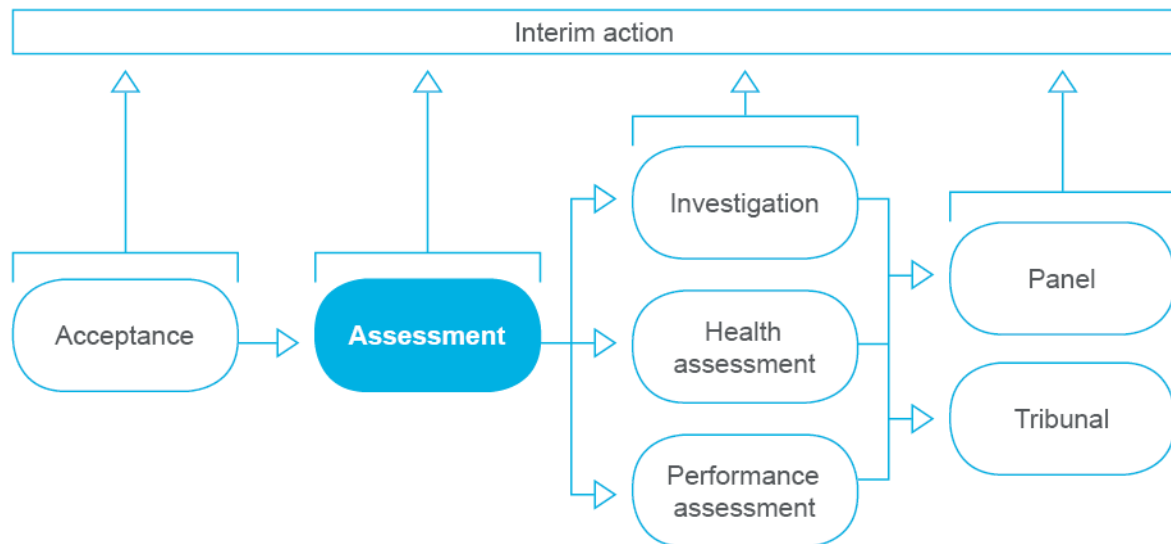 Interim action
Acceptance
Assessment
Investigation
Health
assessment
Performance
assessment
Panel
Tribunal